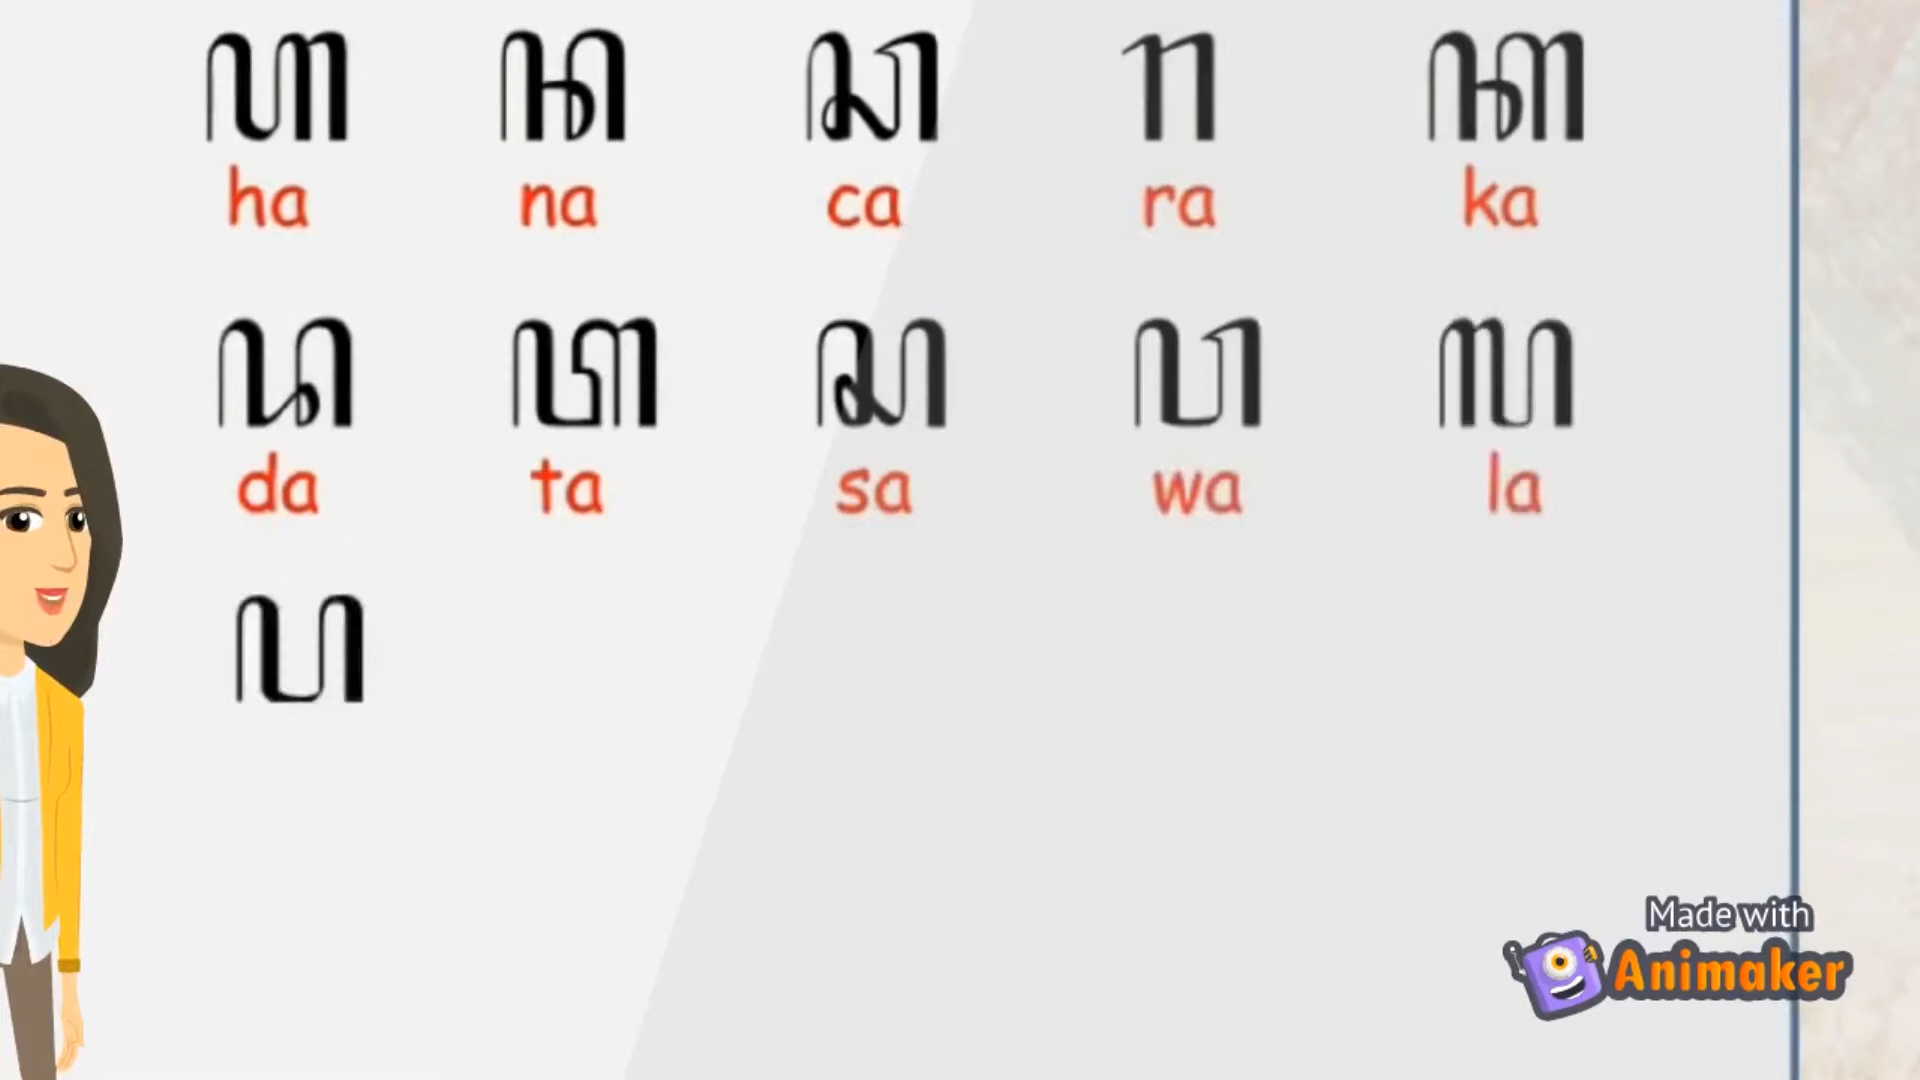 ꦲ ꦤ ꦕ ꦫ ꦏ
ha na ca ra ka
ꦢ ꦠ ꦱ ꦮ ꦭ
da ta sa wa la
ꦥ
Made with
Animaker